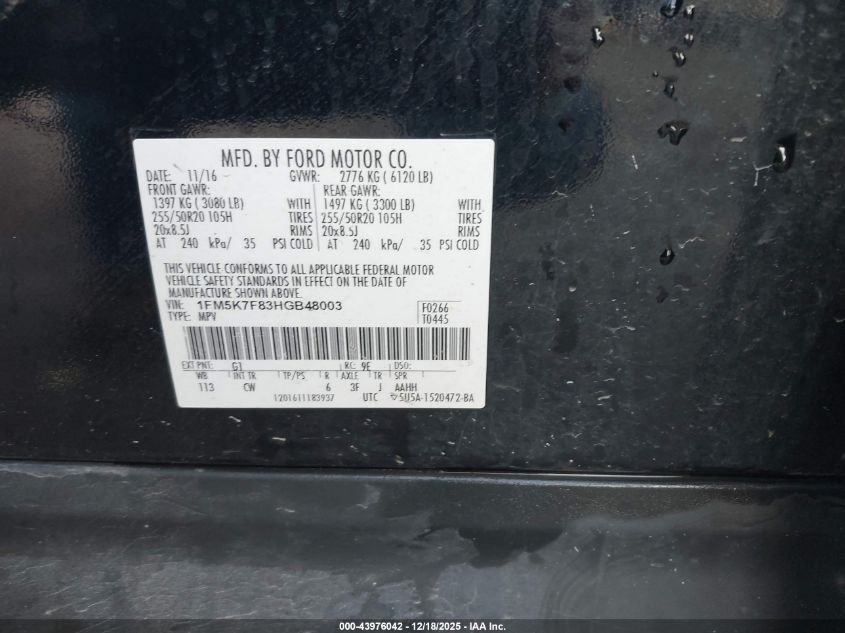 MFD. BY FORD MOTOR CO.
DATE: 11/16 GVWR: 2776 KG ( 6120 LB)
FRONT GAWR: REAR GAWR:
1397 KG ( 3080 LB) WITH 1497 KG ( 3300 LB) WITH
255/50R20 105H TIRES 255/50R20 105H TIRES
20x8.5J RIMS 20x8.5J RIMS
AT 240 kPa/ 35 PSI COLD AT 240 kPa/ 35 PSI COLD
THIS VEHICLE CONFORMS TO ALL APPLICABLE FEDERAL MOTOR
VEHICLE SAFETY STANDARDS IN EFFECT ON THE DATE OF
MANUFACTURE SHOWN ABOVE.
VIN: 1FM5K7F83HGB48003 F0266
TYPE: MPV T0445
EXT PNT: G1 RC: 9E DSO:
WB INT TR TP/PS R AXLE TR SPR
113 CW 6 3F J AAHH
1201611183937 UTC 5U5A-1520472-BA
000-43976042 - 12/18/2025 - IAA Inc.